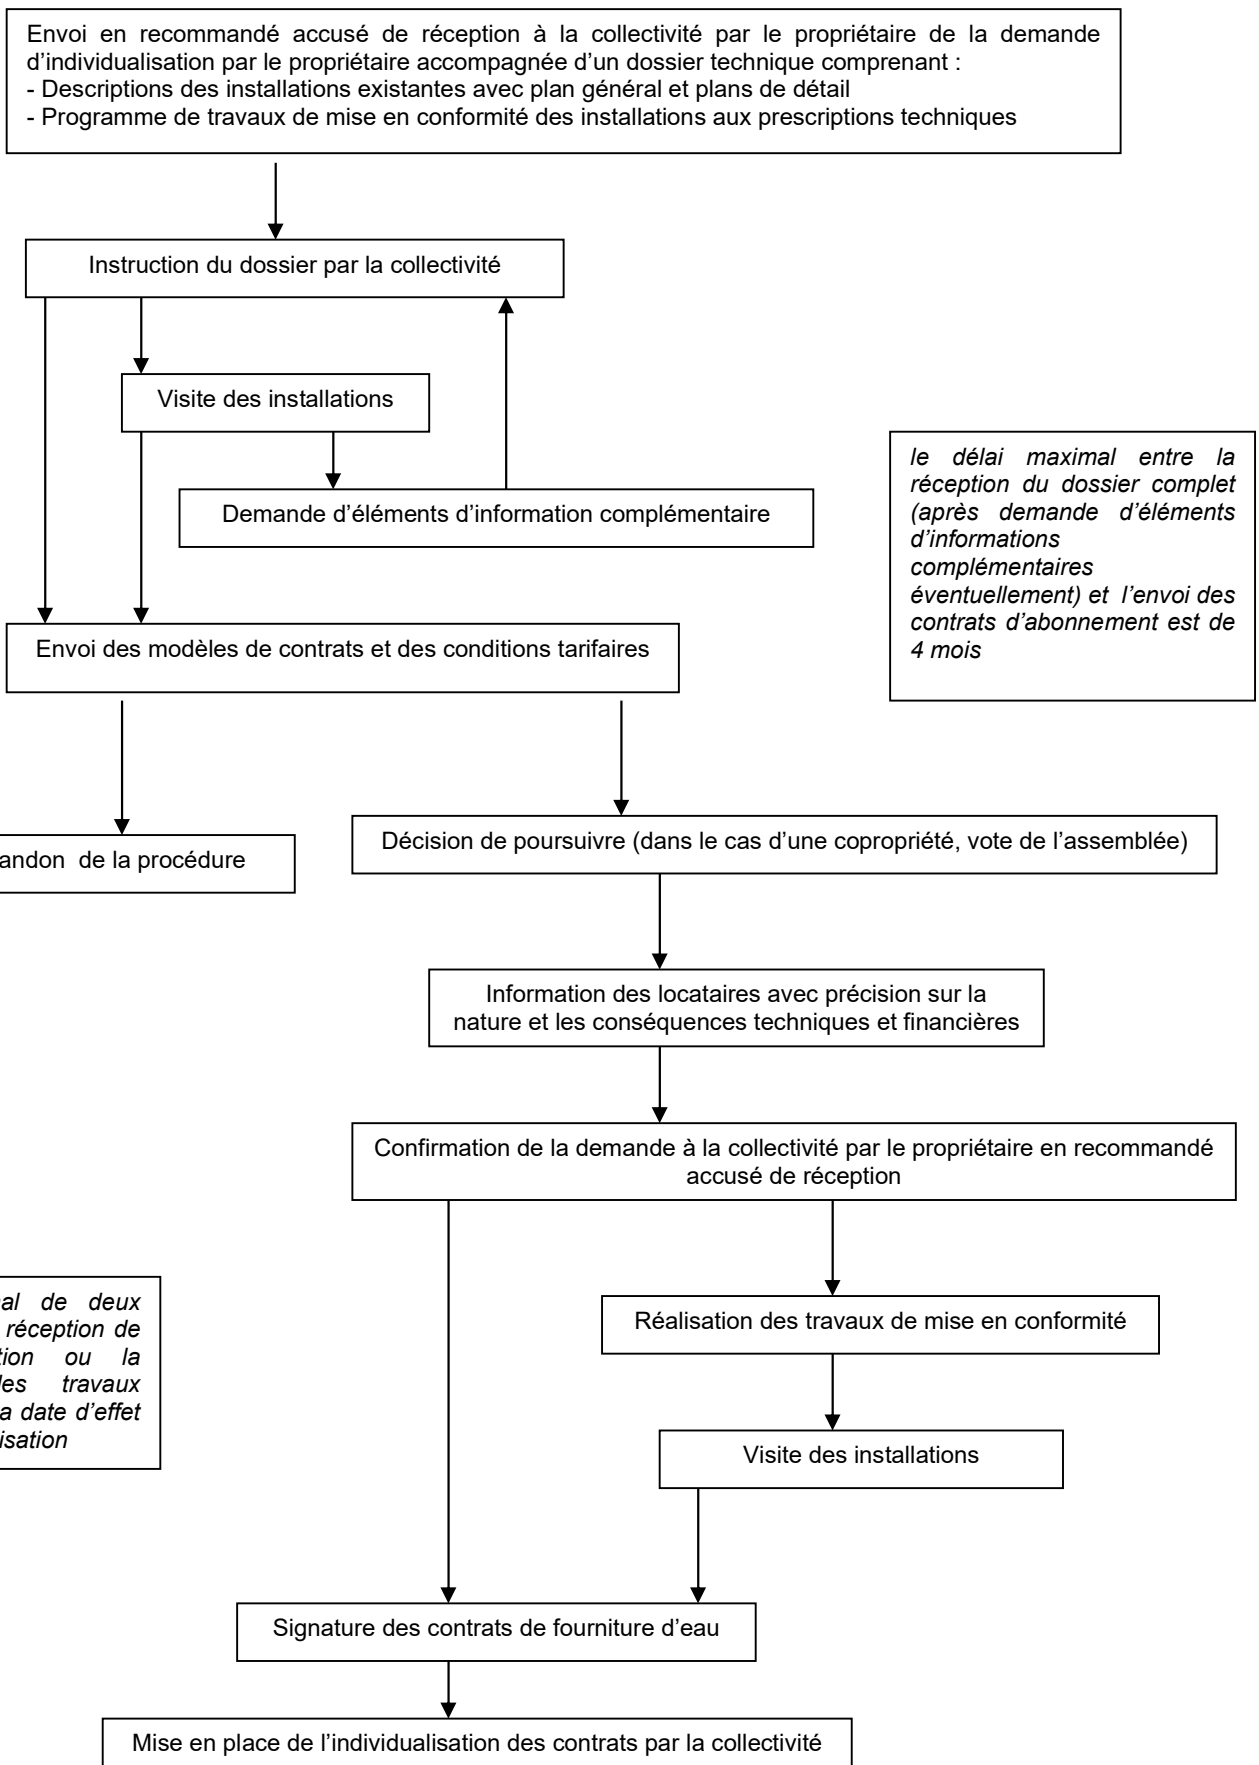 Envoi en recommandé accusé de réception à la collectivité par le propriétaire de la demande
d’individualisation par le propriétaire accompagnée d’un dossier technique comprenant :
- Descriptions des installations existantes avec plan général et plans de détail
- Programme de travaux de mise en conformité des installations aux prescriptions techniques
Instruction du dossier par la collectivité
Visite des installations
Demande d’éléments d’information complémentaire
le délai maximal entre la
réception du dossier complet
(après demande d’éléments
d’informations
complémentaires
éventuellement) et l’envoi des
contrats d’abonnement est de
4 mois
Envoi des modèles de contrats et des conditions tarifaires
Décision de poursuivre (dans le cas d’une copropriété, vote de l’assemblée)
andon de la procédure
Information des locataires avec précision sur la
nature et les conséquences techniques et financières
Confirmation de la demande à la collectivité par le propriétaire en recommandé
accusé de réception
al de deux
réception de
tion ou la
les travaux
a date d’effet
isation
Réalisation des travaux de mise en conformité
Visite des installations
Signature des contrats de fourniture d’eau
Mise en place de l’individualisation des contrats par la collectivité